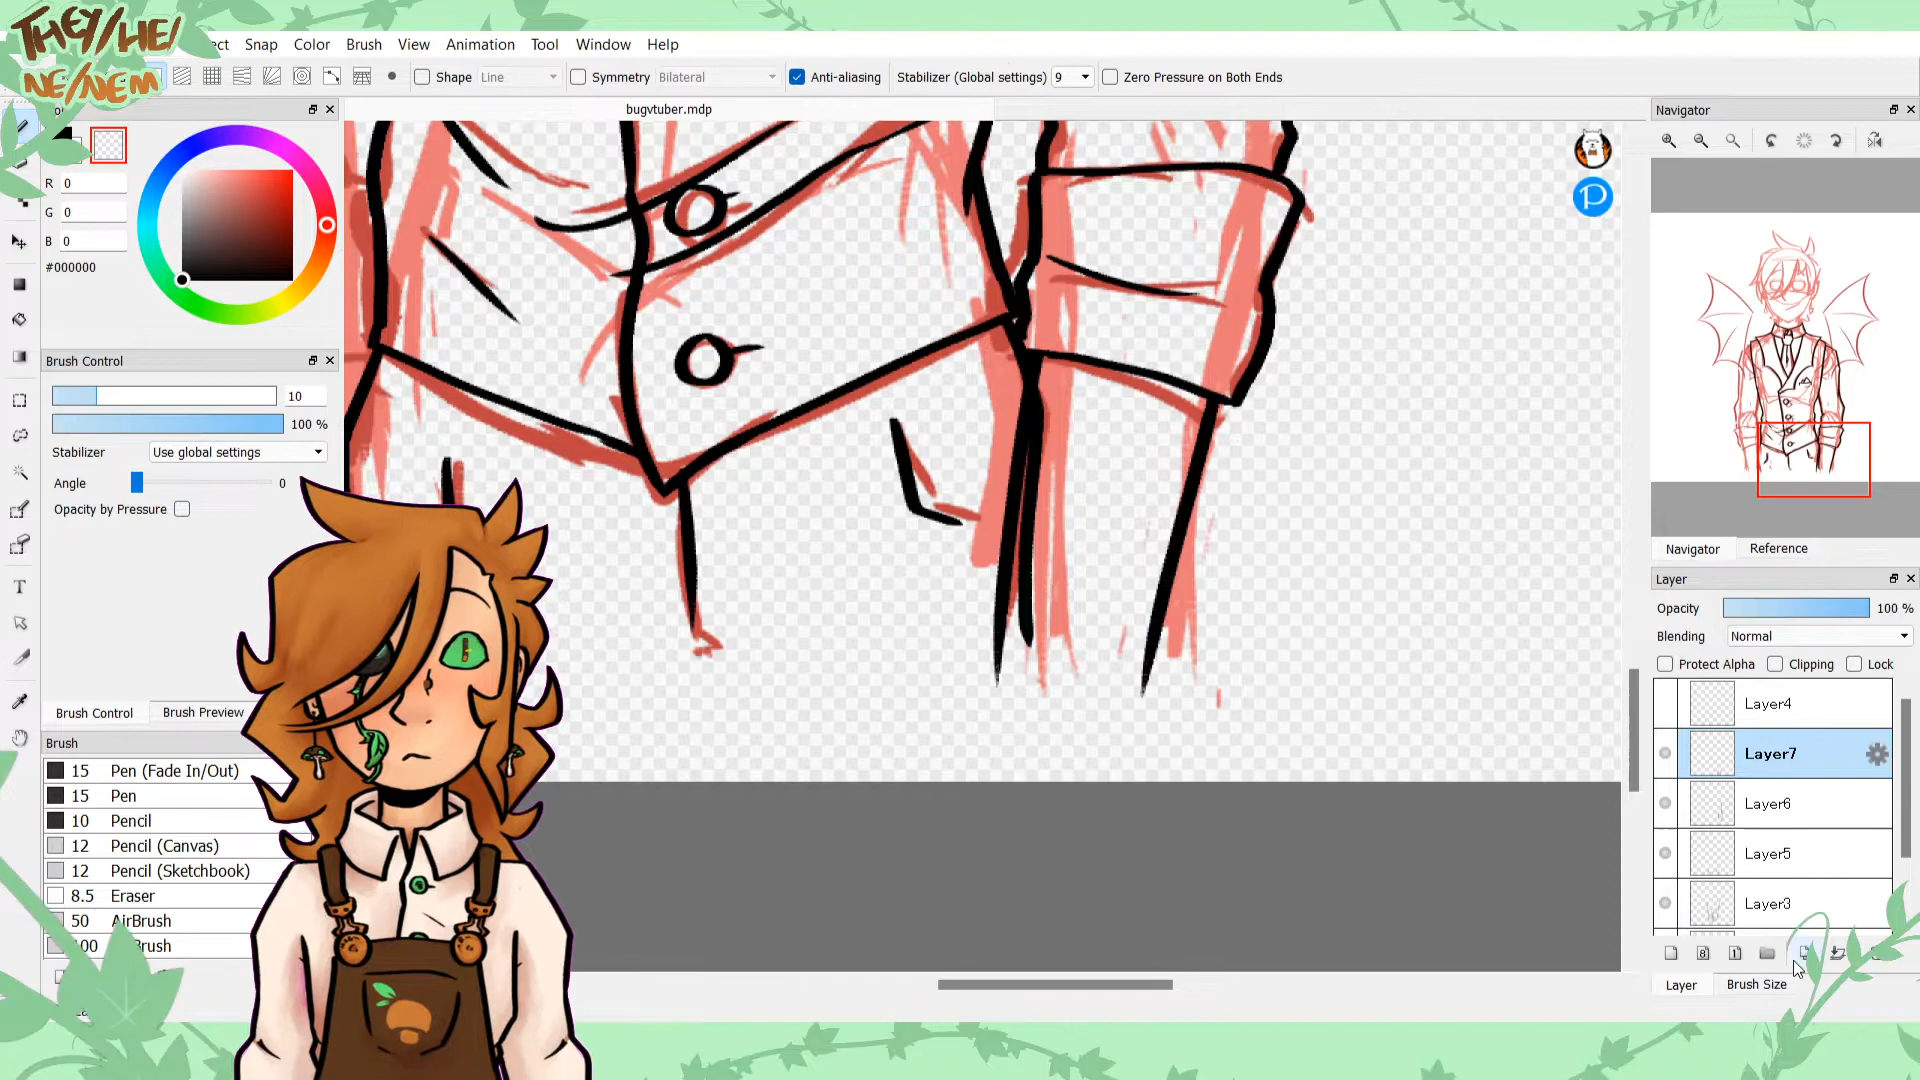 THEY/HE/
NE/NEM
ect Snap Color Brush View Animation Tool Window Help
Shape Line Symmetry Bilateral Anti-aliasing Stabilizer (Global settings) 9 Zero Pressure on Both Ends
bugvtuber.mdp
Navigator
R 0
G 0
B 0
#000000
P
Brush Control
10
100 %
Stabilizer Use global settings
Angle 0
Opacity by Pressure
Brush Control Brush Preview
Brush
15 Pen (Fade In/Out)
15 Pen
10 Pencil
12 Pencil (Canvas)
12 Pencil (Sketchbook)
8.5 Eraser
50 AirBrush
100 Brush
T
Navigator Reference
Layer
Opacity 100 %
Blending Normal
Protect Alpha Clipping Lock
Layer4
Layer7
Layer6
Layer5
Layer3
8 1
Layer Brush Size